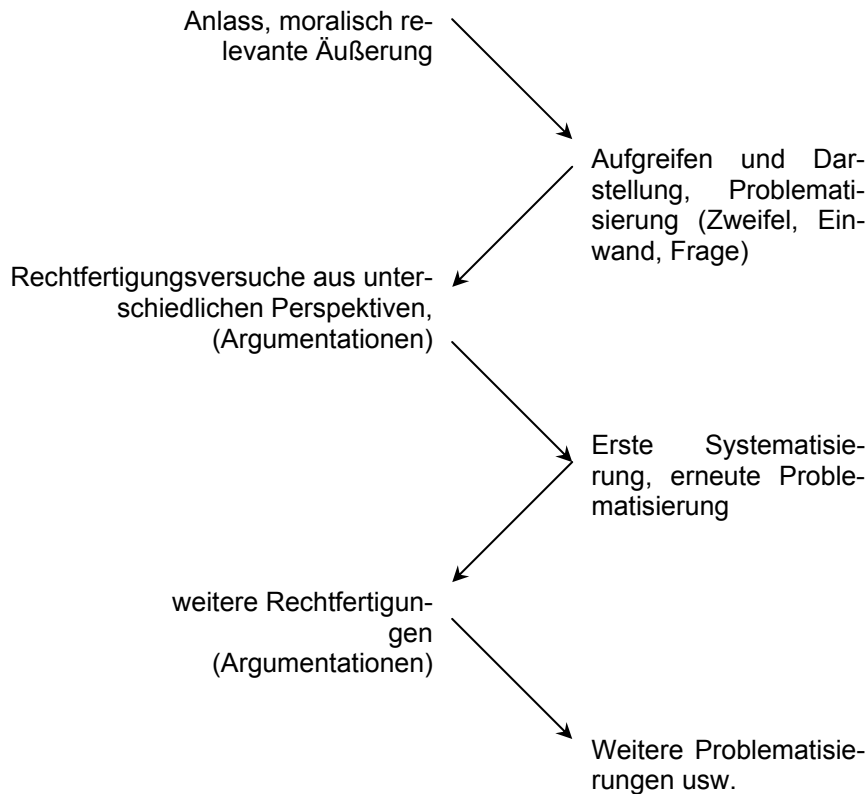 Anlass, moralisch re-
levante Äußerung
Aufgreifen und Dar-
stellung, Problemati-
sierung (Zweifel, Ein-
wand, Frage)
Rechtfertigungsversuche aus unter-
schiedlichen Perspektiven,
(Argumentationen)
Erste Systematisie-
rung, erneute Proble-
matisierung
weitere Rechtfertigun-
gen
(Argumentationen)
Weitere Problematisie-
rungen usw.